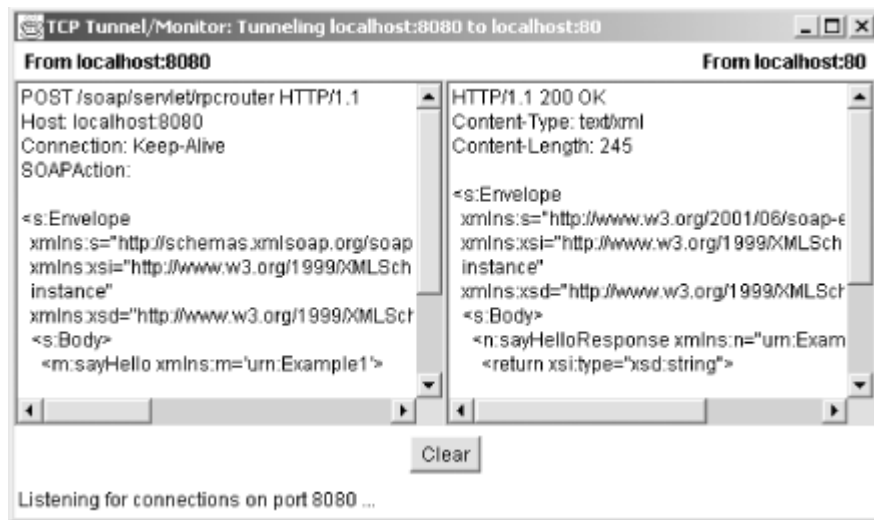 TCP Tunnel/Monitor: Tunneling localhost:8080 to localhost:80
From localhost:8080
From localhost:80
POST /soap/servlet/rpcrouter HTTP/1.1
Host: localhost:8080
Connection: Keep-Alive
SOAPAction:
<s:Envelope
xmlns:s="http://schemas.xmlsoap.org/soap
xmlns:xsi="http://www.w3.org/1999/XMLSch
instance"
xmlns:xsd="http://www.w3.org/1999/XMLSch
<s:Body>
<m:sayHello xmlns:m='urn:Example1'>
HTTP/1.1 200 OK
Content-Type: text/xml
Content-Length: 245
<s:Envelope
xmlns:s="http://www.w3.org/2001/06/soap-e
xmlns:xsi="http://www.w3.org/1999/XMLSch
instance"
xmlns:xsd="http://www.w3.org/1999/XMLSch
<s:Body>
<n:sayHelloResponse xmlns:n="urn:Exam
<return xsi:type="xsd:string">
Clear
Listening for connections on port 8080 ...